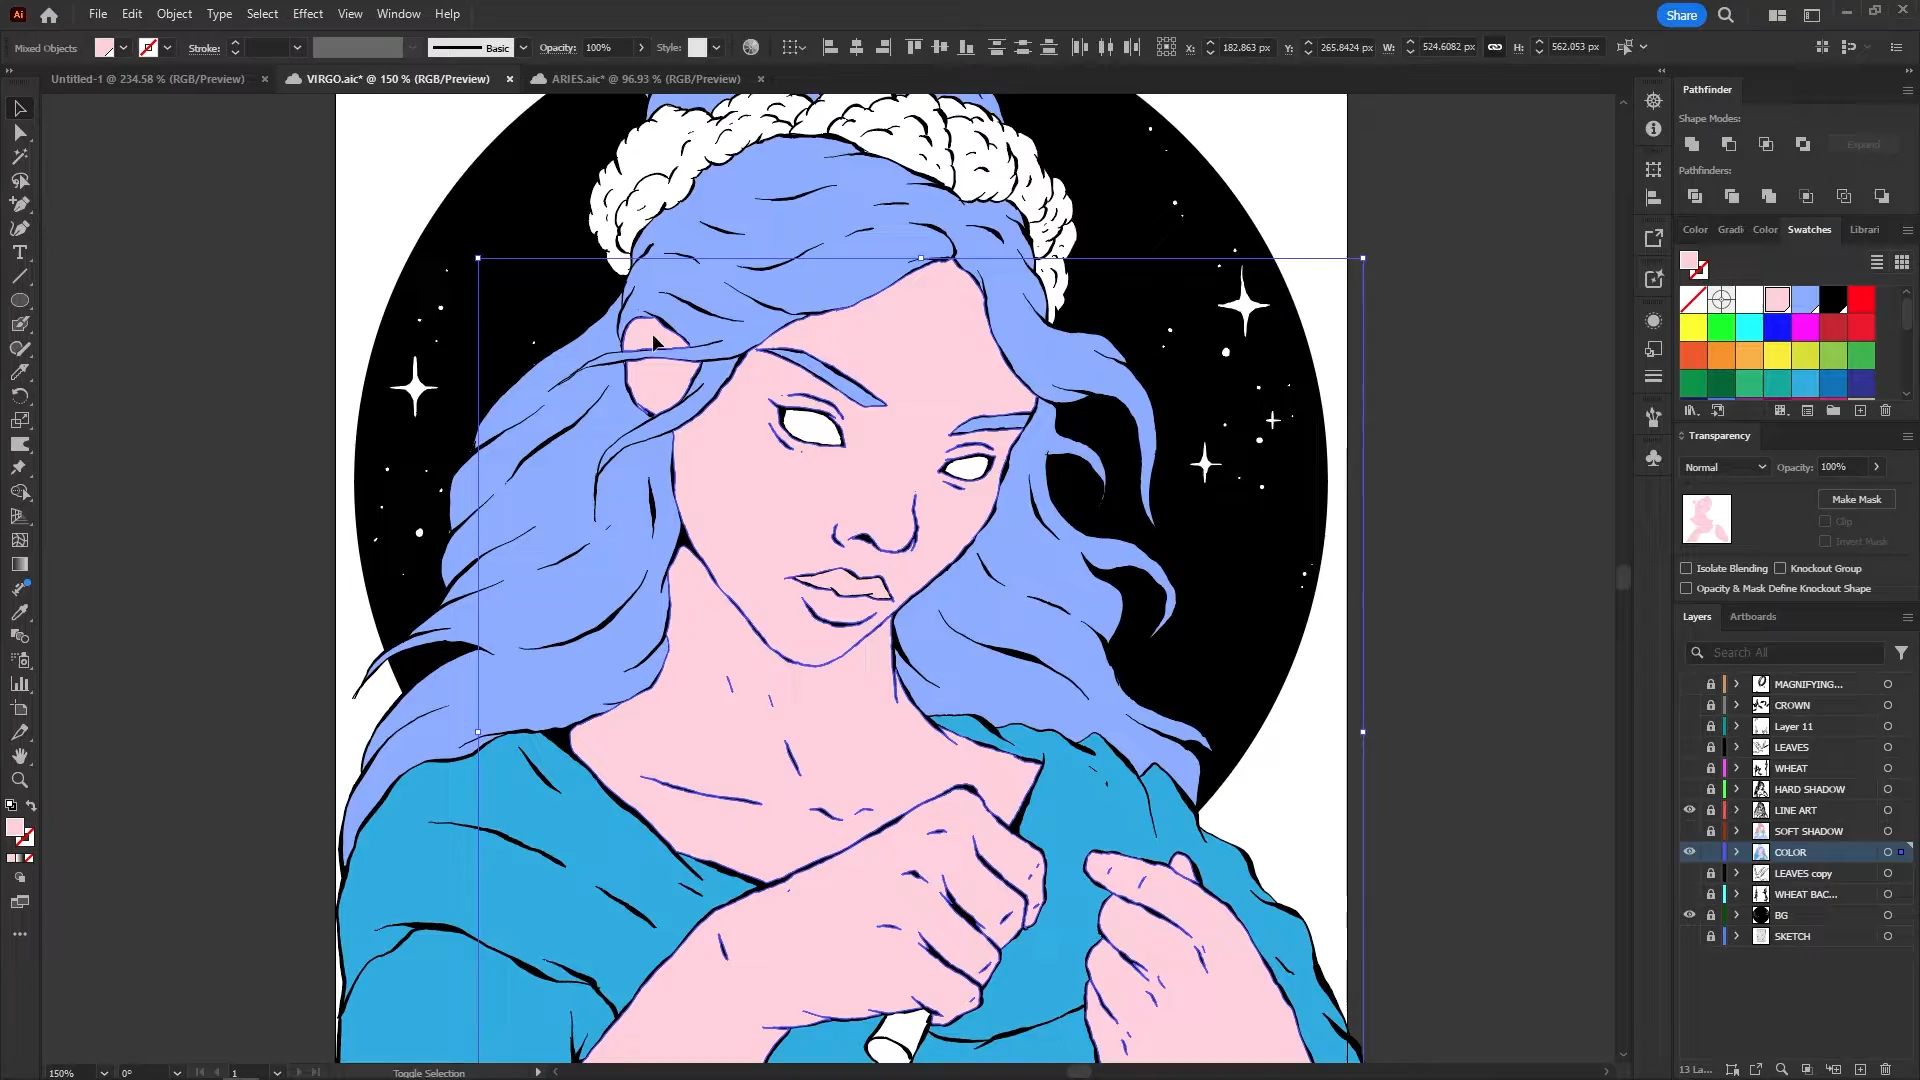 Ai File Edit Object Type Select Effect View Window Help Share
Mixed Objects Stroke: Basic Opacity: 100% Style: X: 182.863 px Y: 265.8424 px W: 524.6082 px H: 562.053 px
Untitled-1 @ 234.58 % (RGB/Preview) × VIRGO.aic* @ 150 % (RGB/Preview) × ARIES.aic* @ 96.93 % (RGB/Preview) ×
Pathfinder
Shape Modes:
Expand
Pathfinders:
Color Gradi Color Swatches Librari
Transparency
Normal Opacity: 100%
Make Mask
Clip
Invert Mask
Isolate Blending Knockout Group
Opacity & Mask Define Knockout Shape
Layers Artboards
Search All
MAGNIFYING...
CROWN
Layer 11
LEAVES
WHEAT
HARD SHADOW
LINE ART
SOFT SHADOW
COLOR
LEAVES copy
WHEAT BAC...
BG
SKETCH
150% 0° 1 Toggle Selection 13 La...